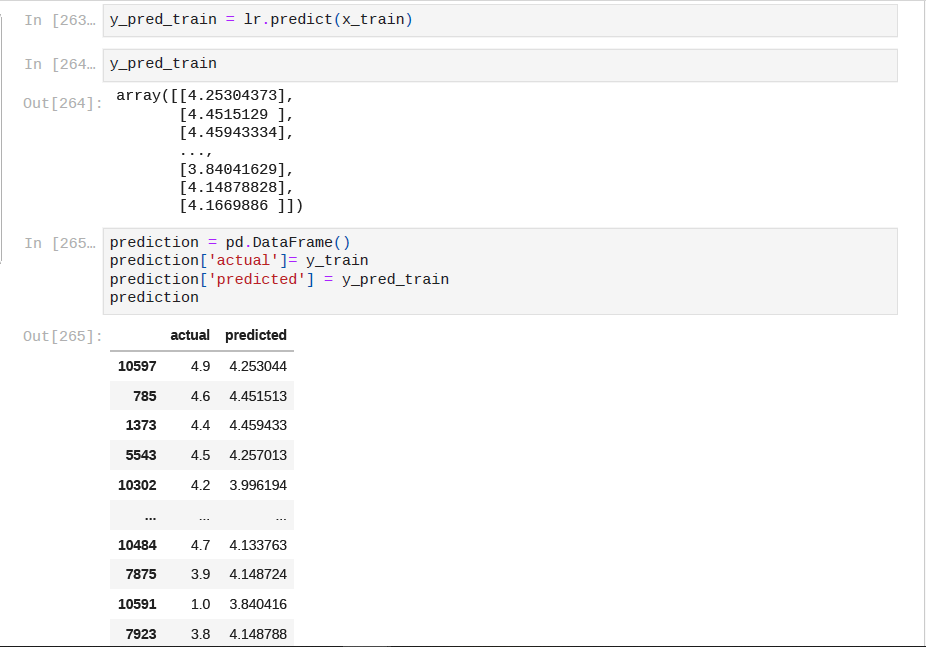 In [263… y_pred_train = lr.predict(x_train)
In [264… y_pred_train
Out[264]: array([[4.25304373],
[4.4515129 ],
[4.45943334],
...,
[3.84041629],
[4.14878828],
[4.1669886 ]])
In [265… prediction = pd.DataFrame()
prediction['actual']= y_train
prediction['predicted'] = y_pred_train
prediction
Out[265]: actual predicted
10597 4.9 4.253044
785 4.6 4.451513
1373 4.4 4.459433
5543 4.5 4.257013
10302 4.2 3.996194
... ... ...
10484 4.7 4.133763
7875 3.9 4.148724
10591 1.0 3.840416
7923 3.8 4.148788